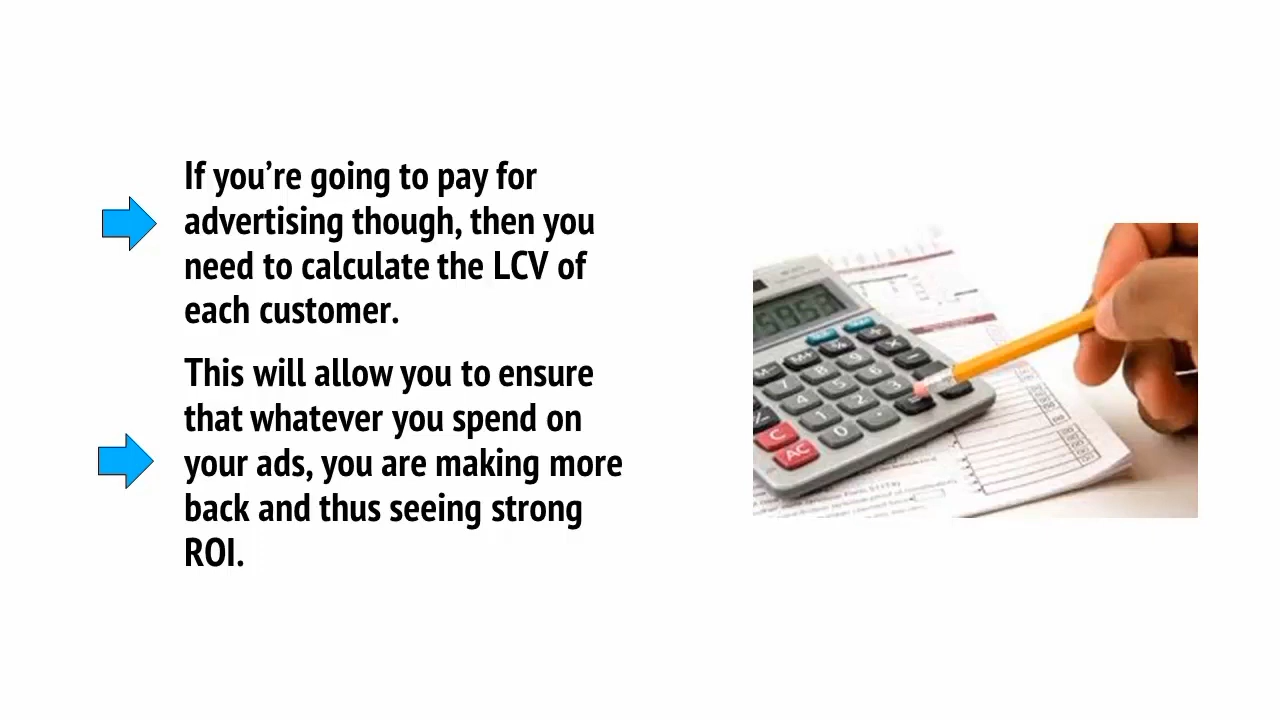 If you’re going to pay for
advertising though, then you
need to calculate the LCV of
each customer.
This will allow you to ensure
that whatever you spend on
your ads, you are making more
back and thus seeing strong
ROI.